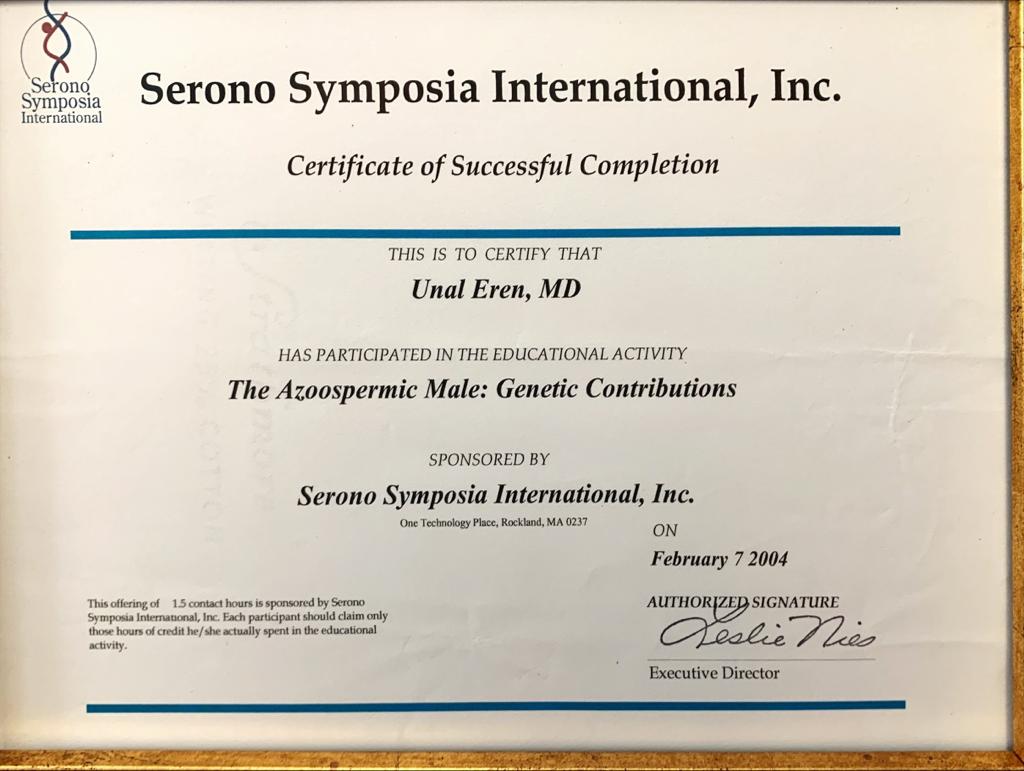 Serono
Symposia
International
Serono Symposia International, Inc.
Certificate of Successful Completion
THIS IS TO CERTIFY THAT
Unal Eren, MD
HAS PARTICIPATED IN THE EDUCATIONAL ACTIVITY
The Azoospermic Male: Genetic Contributions
SPONSORED BY
Serono Symposia International, Inc.
One Technology Place, Rockland, MA 0237
ON
February 7 2004
This offering of 1.5 contact hours is sponsored by Serono
Symposia International, Inc. Each participant should claim only
those hours of credit he/she actually spent in the educational
activity.
AUTHORIZED SIGNATURE
Leslie Nies
Executive Director